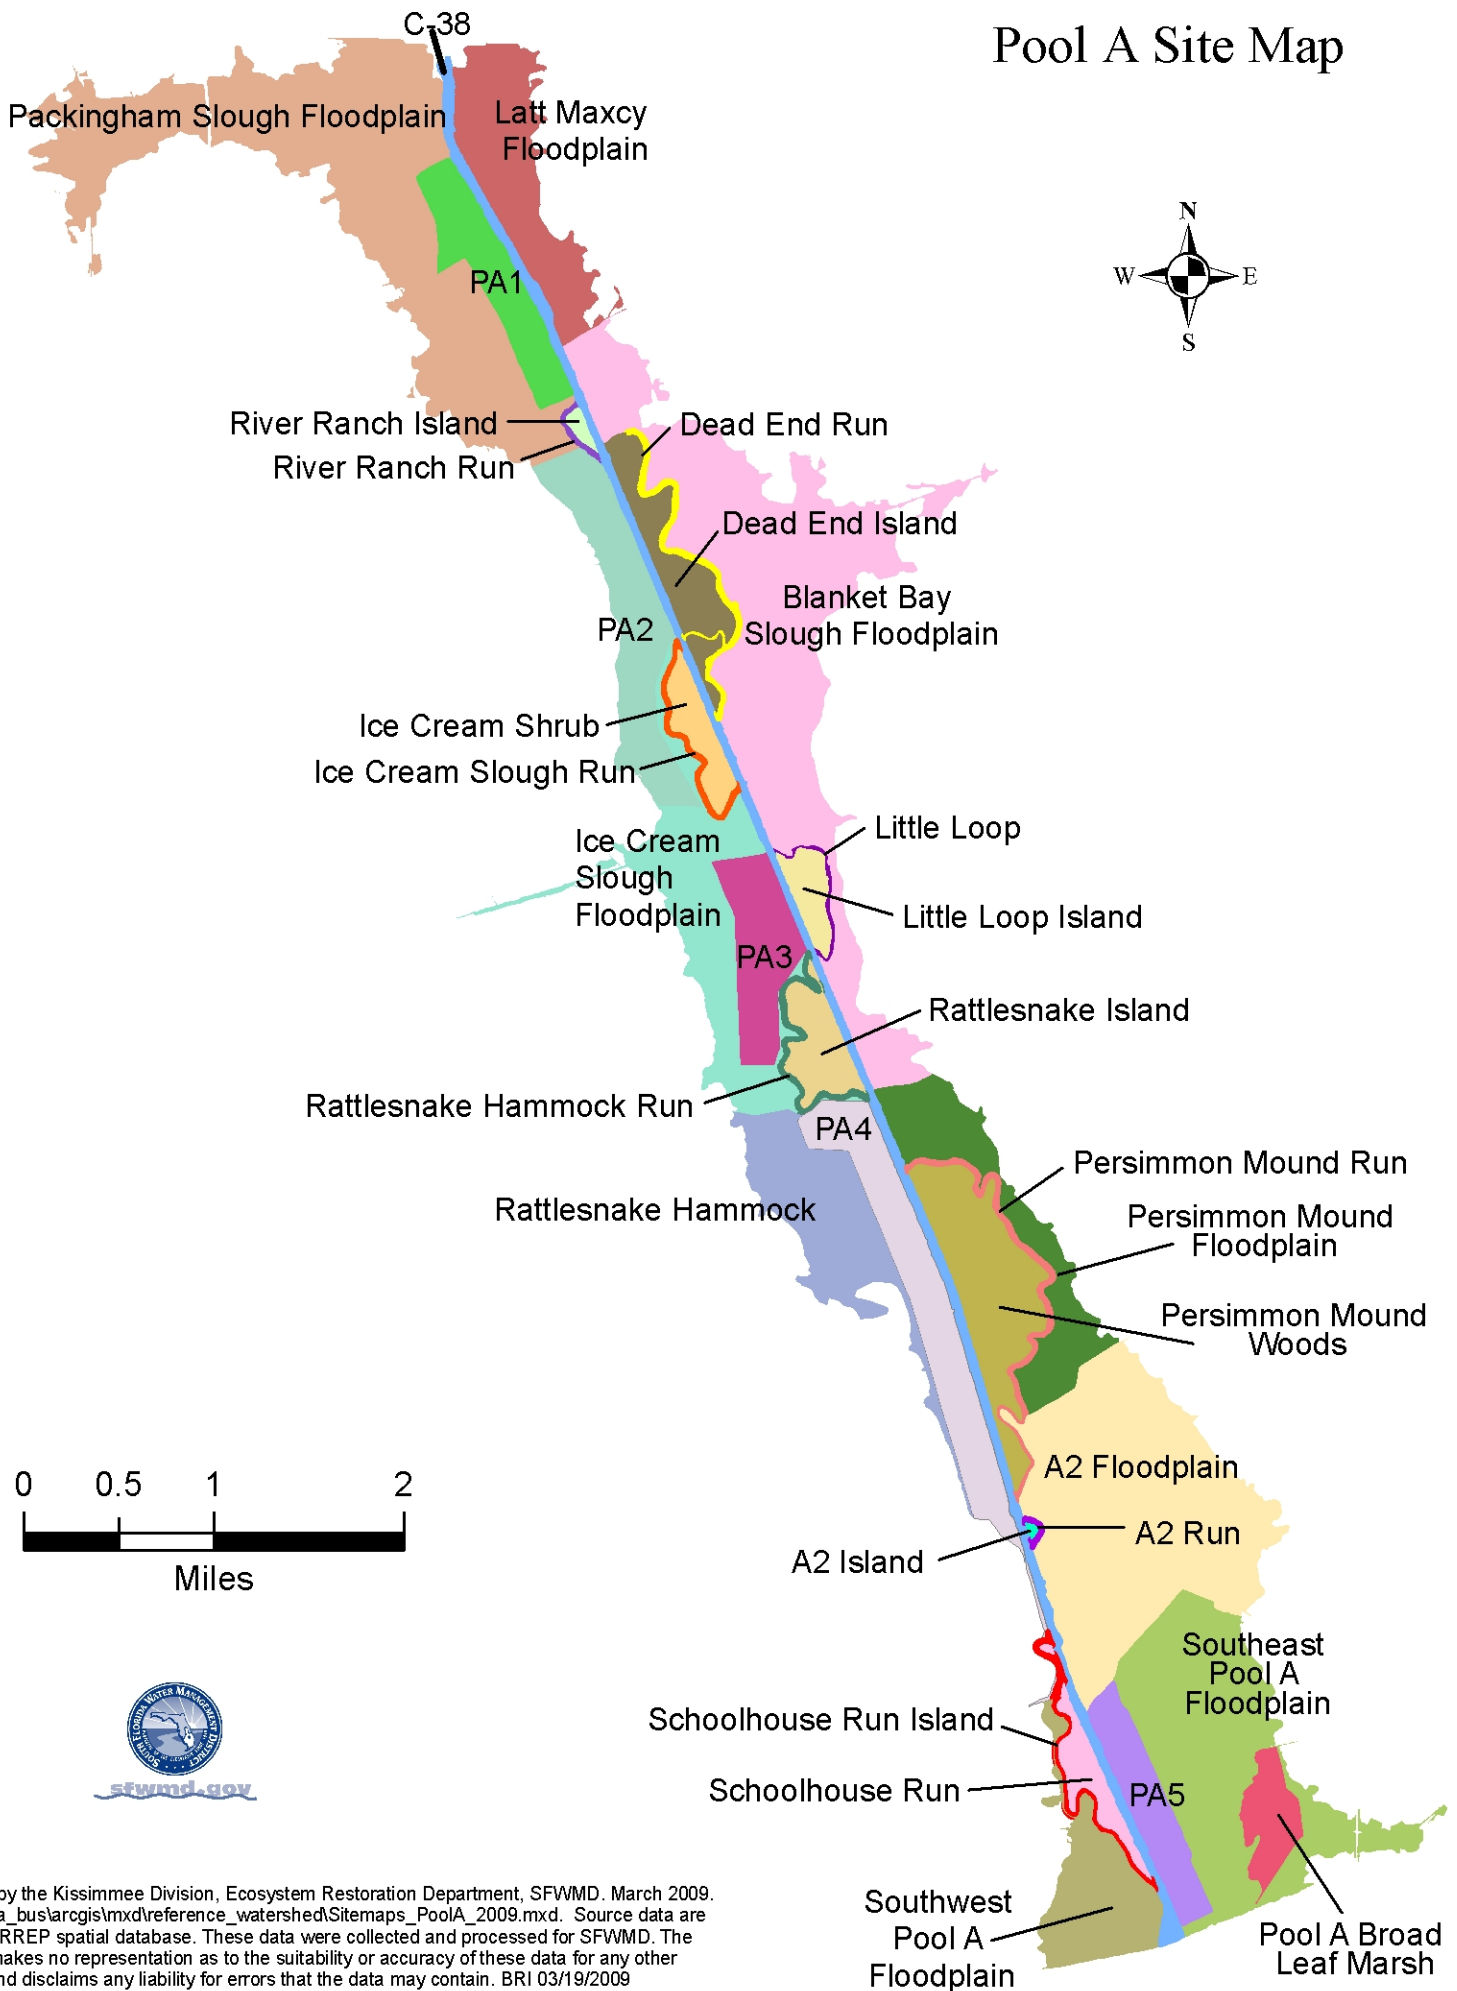 C-38
Pool A Site Map
Packingham Slough Floodplain
Latt Maxcy
Floodplain
N
W
E
S
PA1
River Ranch Island
River Ranch Run
Dead End Run
Dead End Island
Blanket Bay
Slough Floodplain
PA2
Ice Cream Shrub
Ice Cream Slough Run
Little Loop
Ice Cream
Slough
Floodplain
Little Loop Island
PA3
Rattlesnake Island
Rattlesnake Hammock Run
PA4
Persimmon Mound Run
Rattlesnake Hammock
Persimmon Mound
Floodplain
Persimmon Mound
Woods
A2 Floodplain
0 0.5 1 2
Miles
A2 Run
A2 Island
Southeast
Pool A
Floodplain
Schoolhouse Run Island
Schoolhouse Run
PA5
SOUTH FLORIDA WATER MANAGEMENT DISTRICT
sfwmd.gov
Southwest
Pool A
Floodplain
Pool A Broad
Leaf Marsh
by the Kissimmee Division, Ecosystem Restoration Department, SFWMD. March 2009.
a_bus\arcgis\mxd\reference_watershed\Sitemaps_PoolA_2009.mxd. Source data are
RREP spatial database. These data were collected and processed for SFWMD. The
nakes no representation as to the suitability or accuracy of these data for any other
nd disclaims any liability for errors that the data may contain. BRI 03/19/2009